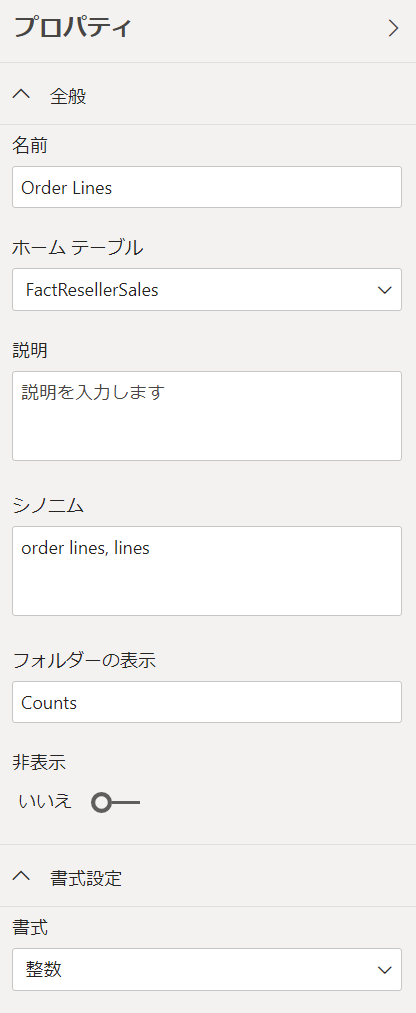 プロパティ
全般
名前
Order Lines
ホーム テーブル
FactResellerSales
説明
説明を入力します
シノニム
order lines, lines
フォルダーの表示
Counts
非表示
いいえ
書式設定
書式
整数